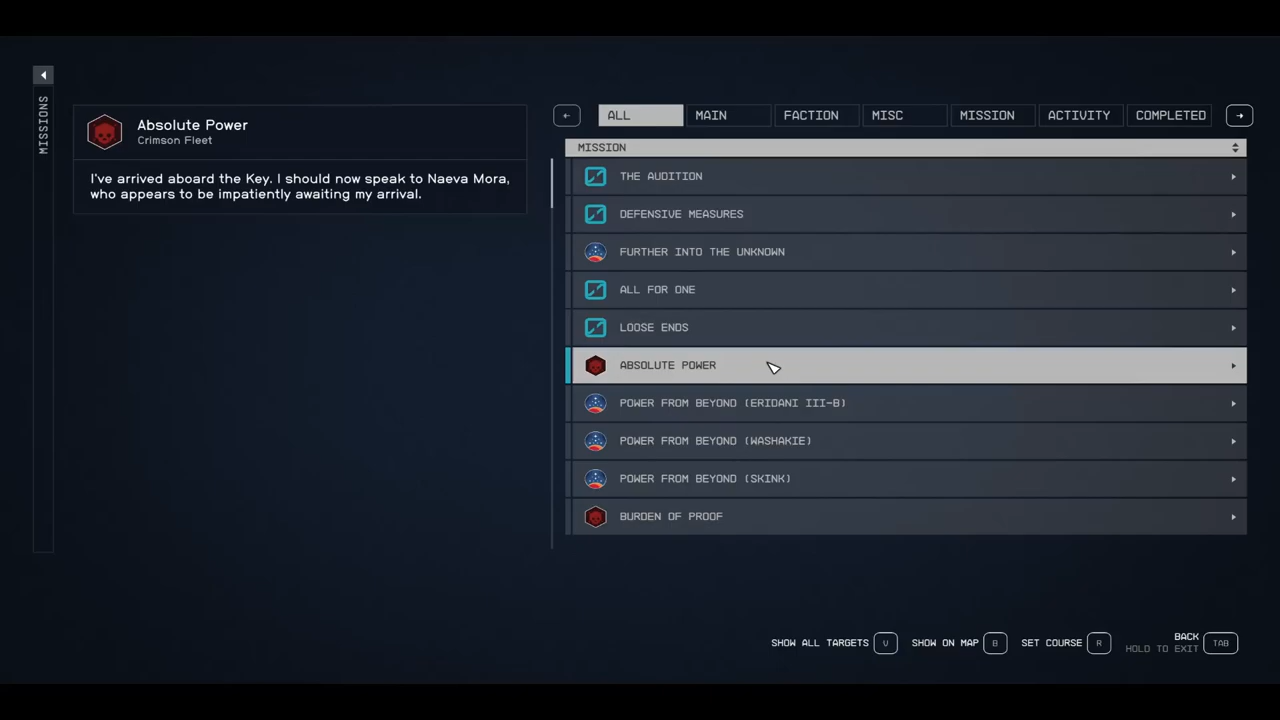 MISSIONS
Absolute Power
Crimson Fleet
I've arrived aboard the Key. I should now speak to Naeva Mora,
who appears to be impatiently awaiting my arrival.
ALL MAIN FACTION MISC MISSION ACTIVITY COMPLETED
MISSION
THE AUDITION
DEFENSIVE MEASURES
FURTHER INTO THE UNKNOWN
ALL FOR ONE
LOOSE ENDS
ABSOLUTE POWER
POWER FROM BEYOND (ERIDANI III-B)
POWER FROM BEYOND (WASHAKIE)
POWER FROM BEYOND (SKINK)
BURDEN OF PROOF
SHOW ALL TARGETS V SHOW ON MAP B SET COURSE R BACK TAB
HOLD TO EXIT